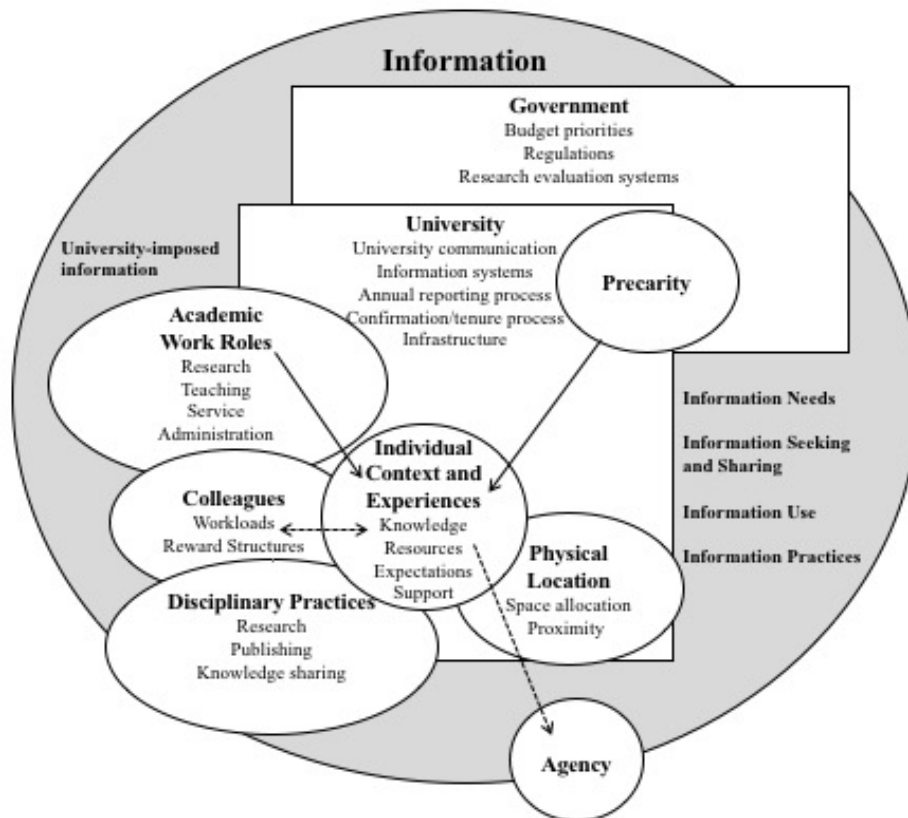 Information
Government
Budget priorities
Regulations
Research evaluation systems
University
University communication
Information systems
Annual reporting process
Confirmation/tenure process
Infrastructure
University-imposed
information
Precarity
Academic
Work Roles
Research
Teaching
Service
Administration
Information Needs
Information Seeking
and Sharing
Information Use
Information Practices
Individual
Context and
Experiences
Knowledge
Resources
Expectations
Support
Colleagues
Workloads
Reward Structures
Physical
Location
Space allocation
Proximity
Disciplinary Practices
Research
Publishing
Knowledge sharing
Agency